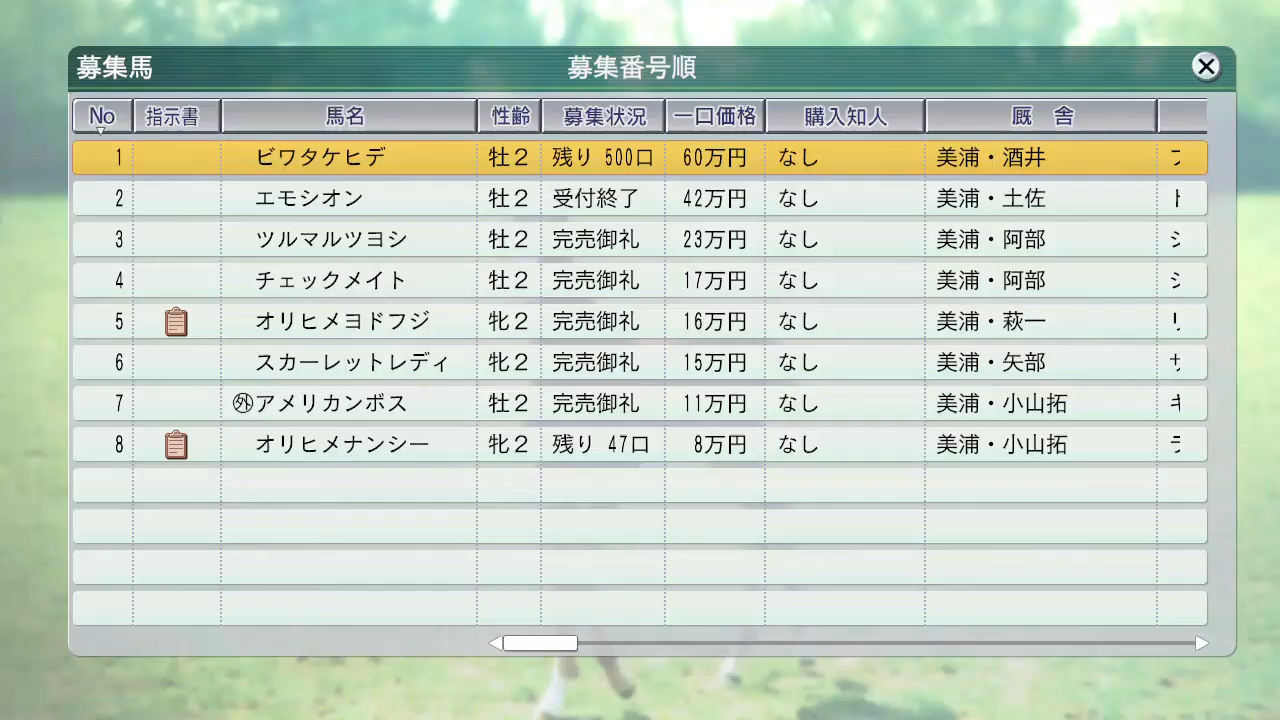 募集馬 募集番号順
No 指示書 馬名 性齢 募集状況 一口価格 購入知人 厩 舎
1 ビワタケヒデ 牡2 残り 500口 60万円 なし 美浦・酒井
2 エモシオン 牡2 受付終了 42万円 なし 美浦・土佐
3 ツルマルツヨシ 牡2 完売御礼 23万円 なし 美浦・阿部
4 チェックメイト 牡2 完売御礼 17万円 なし 美浦・阿部
5 オリヒメヨドフジ 牝2 完売御礼 16万円 なし 美浦・萩一
6 スカーレットレディ 牝2 完売御礼 15万円 なし 美浦・矢部
7 ㊕アメリカンボス 牡2 完売御礼 11万円 なし 美浦・小山拓
8 オリヒメナンシー 牝2 残り 47口 8万円 なし 美浦・小山拓